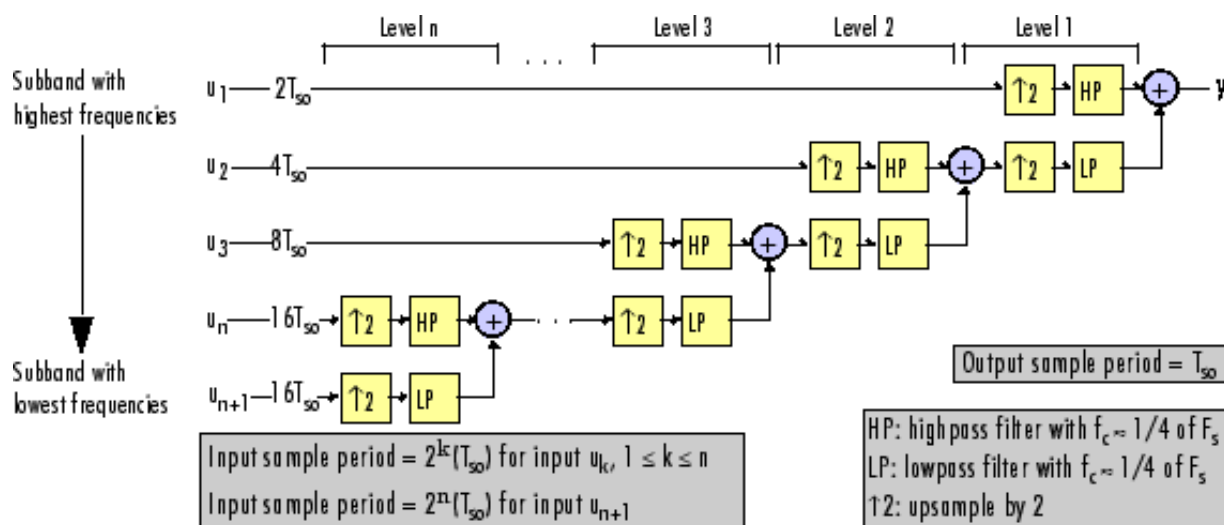 Level n . . . . Level 3 Level 2 Level 1
Subband with
highest frequencies
u₁ 2Tₛₒ ↑2 HP + y
u₂ 4Tₛₒ ↑2 HP + ↑2 LP
u₃ 8Tₛₒ ↑2 HP + ↑2 LP
uₙ 16Tₛₒ ↑2 HP + . . . ↑2 LP
Subband with
lowest frequencies
uₙ₊₁ 16Tₛₒ ↑2 LP
Output sample period = Tₛₒ
Input sample period = 2ᵏ(Tₛₒ) for input uₖ, 1 ≤ k ≤ n
Input sample period = 2ⁿ(Tₛₒ) for input uₙ₊₁
HP: highpass filter with f_c ≈ 1/4 of Fₛ
LP: lowpass filter with f_c ≈ 1/4 of Fₛ
↑2: upsample by 2